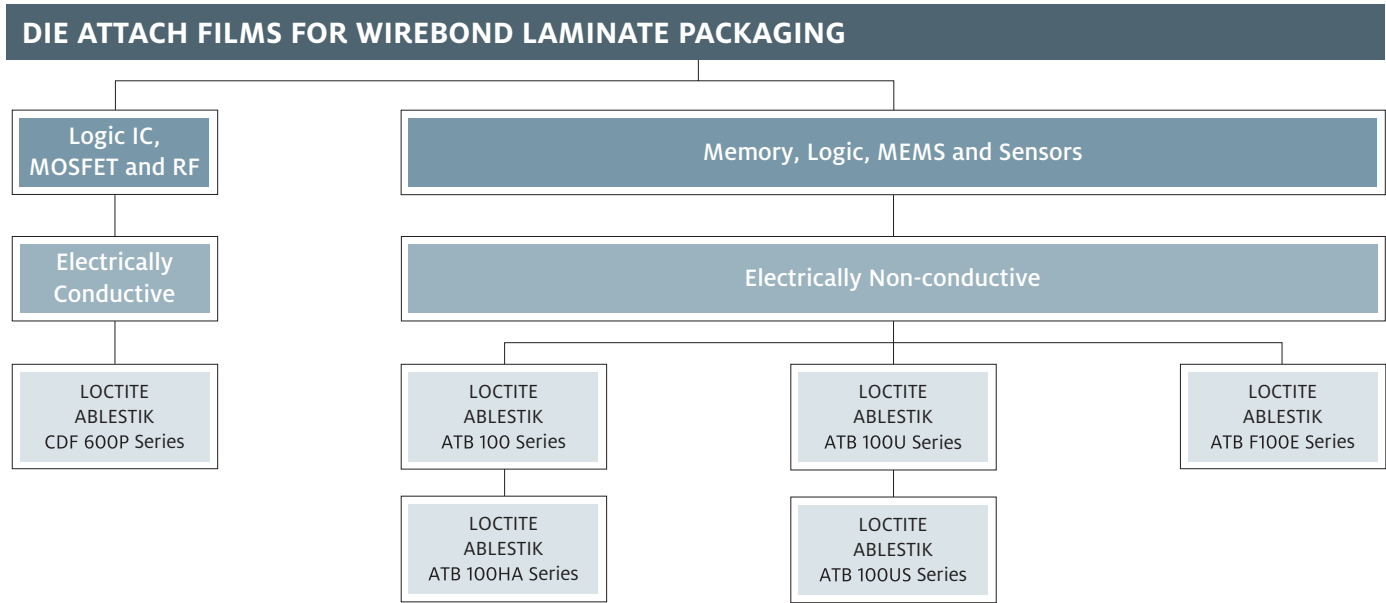 DIE ATTACH FILMS FOR WIREBOND LAMINATE PACKAGING
Logic IC,
MOSFET and RF
Memory, Logic, MEMS and Sensors
Electrically
Conductive
Electrically Non-conductive
LOCTITE
ABLESTIK
CDF 600P Series
LOCTITE
ABLESTIK
ATB 100 Series
LOCTITE
ABLESTIK
ATB 100U Series
LOCTITE
ABLESTIK
ATB F100E Series
LOCTITE
ABLESTIK
ATB 100HA Series
LOCTITE
ABLESTIK
ATB 100US Series